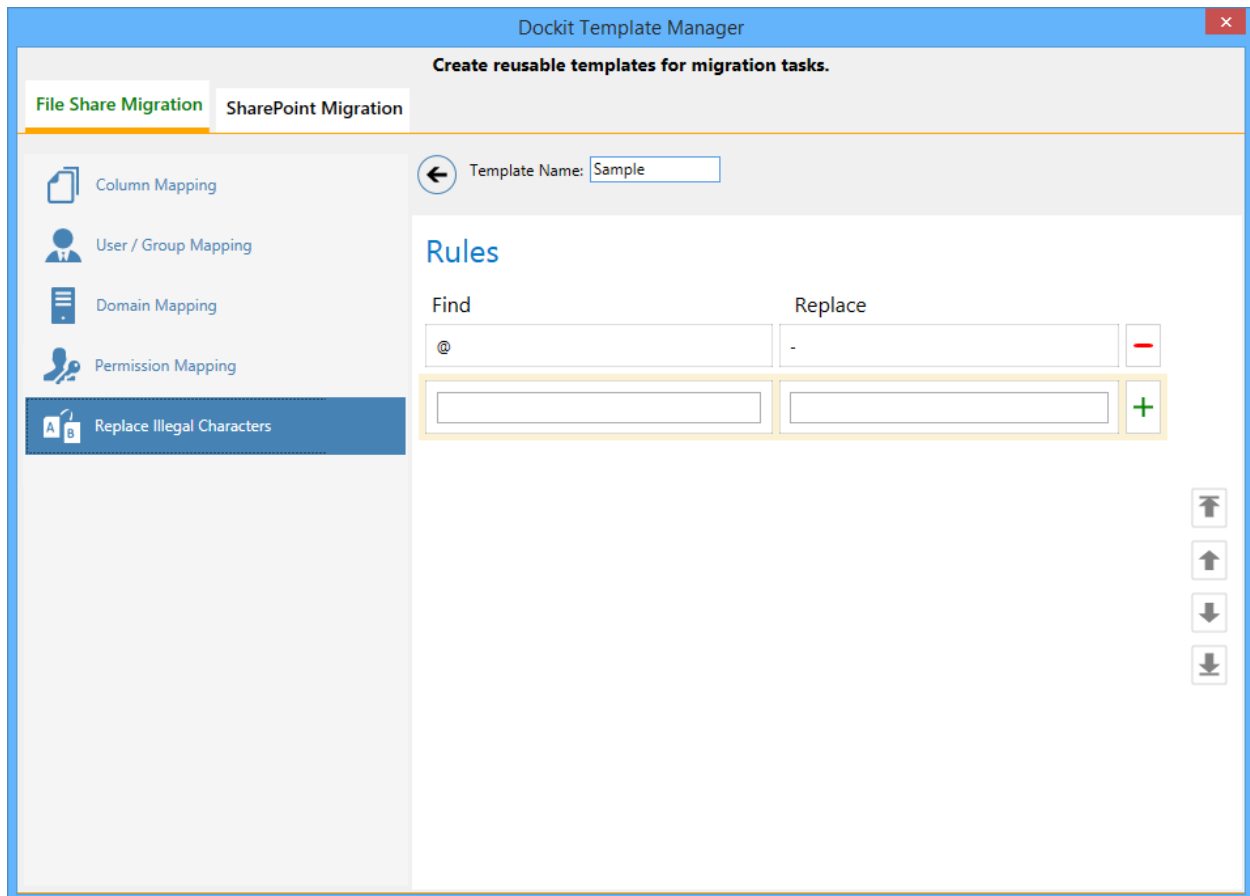 Dockit Template Manager
Create reusable templates for migration tasks.
File Share Migration
SharePoint Migration
Column Mapping
User / Group Mapping
Domain Mapping
Permission Mapping
A B
Replace Illegal Characters
Template Name: Sample
Rules
Find Replace
@ -